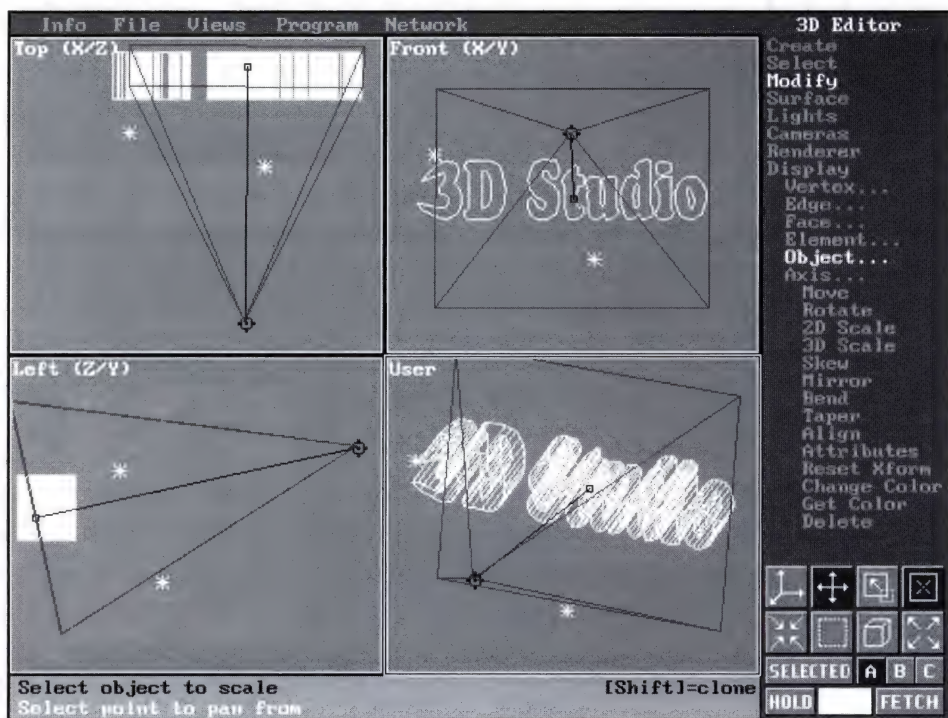 Info File Views Program Network 3D Editor
Top (X/Z)
Front (X/Y)
3D Studio
Left (Z/Y)
User
Create
Select
Modify
Surface
Lights
Cameras
Renderer
Display
Vertex...
Edge...
Face...
Element...
Object...
Axis...
Move
Rotate
2D Scale
3D Scale
Skew
Mirror
Bend
Taper
Align
Attributes
Reset Xform
Change Color
Get Color
Delete
SELECTED A B C
HOLD FETCH
Select object to scale [Shift]=clone
Select point to pan from